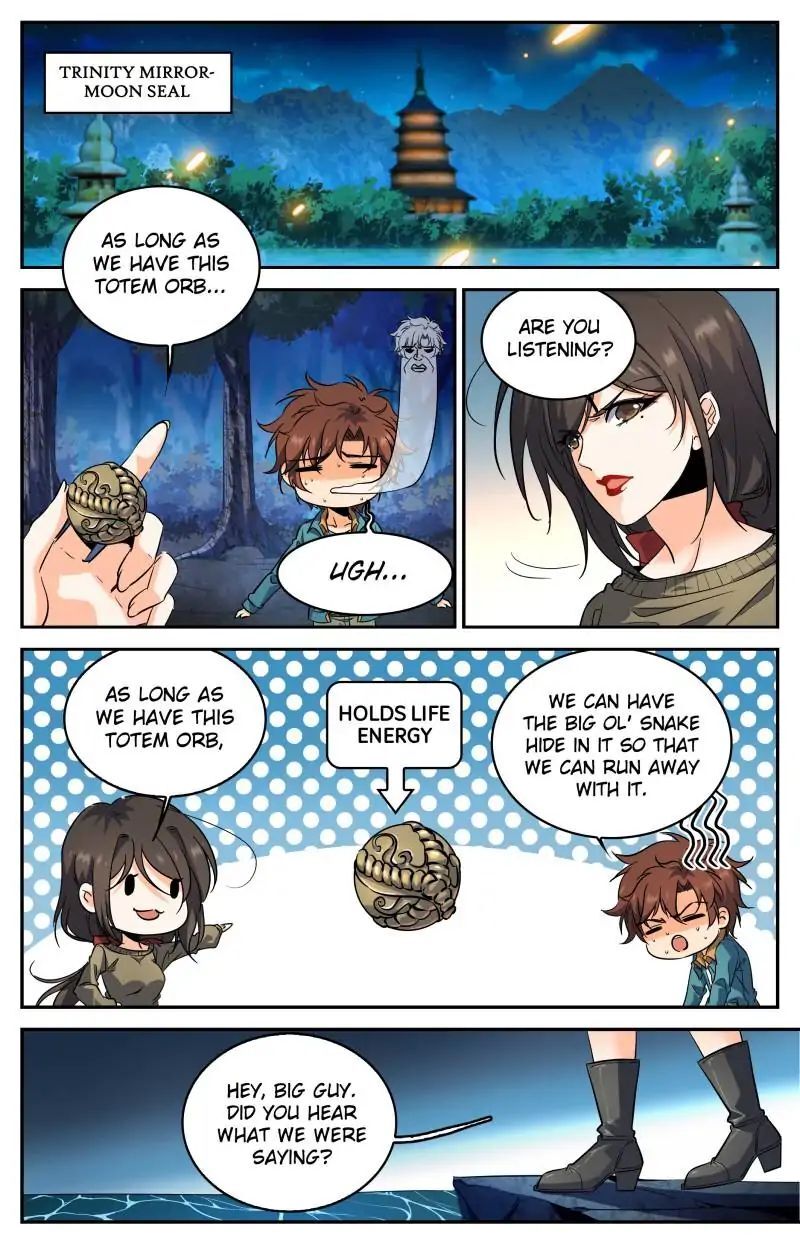 TRINITY MIRROR-
MOON SEAL
AS LONG AS
WE HAVE THIS
TOTEM ORB...
UGH...
ARE YOU
LISTENING?
AS LONG AS
WE HAVE THIS
TOTEM ORB,
HOLDS LIFE
ENERGY
WE CAN HAVE
THE BIG OL' SNAKE
HIDE IN IT SO THAT
WE CAN RUN AWAY
WITH IT.
HEY, BIG GUY.
DID YOU HEAR
WHAT WE WERE
SAYING?